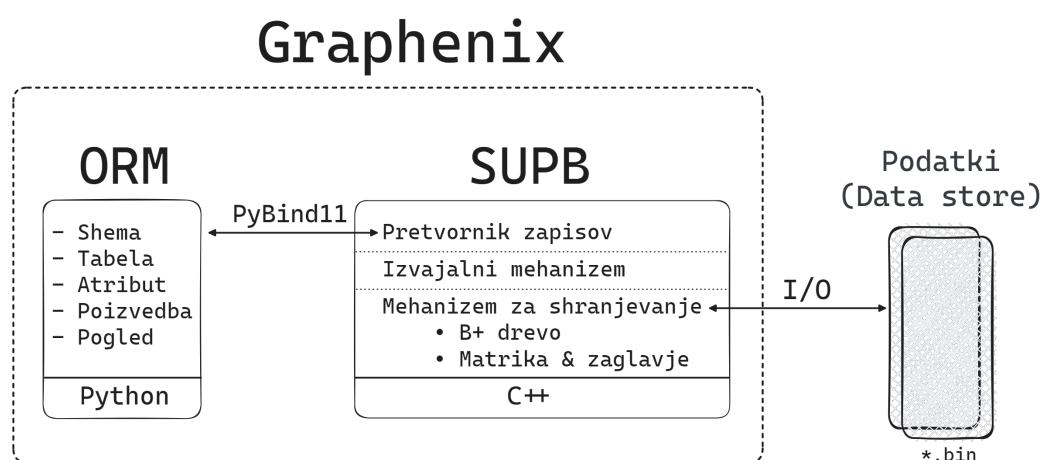 Graphenix
ORM
- Shema
- Tabela
- Atribut
- Poizvedba
- Pogled
Python
PyBind11
SUPB
Pretvornik zapisov
Izvajalni mehanizem
Mehanizem za shranjevanje
• B+ drevo
• Matrika & zaglavje
C++
I/O
Podatki
(Data store)
*.bin